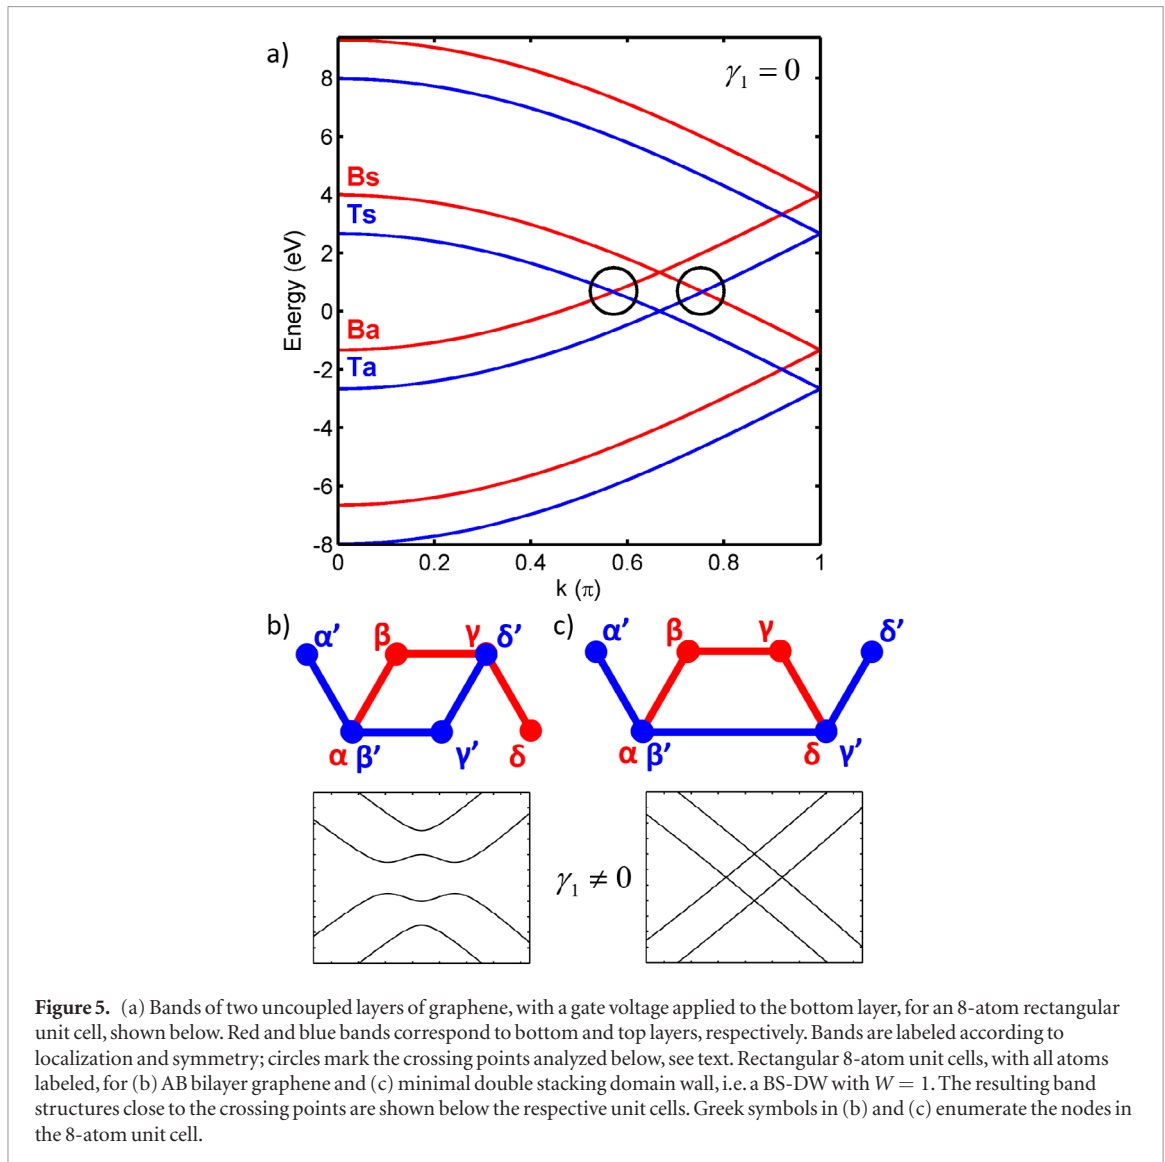 a)
γ₁ = 0
8
6
4
2
0
-2
-4
-6
-8
Energy (eV)
Bs
Ts
Ba
Ta
0 0.2 0.4 0.6 0.8 1
k (π)
b)
α' β γ δ'
α β' γ' δ
c)
α' β γ δ'
α β' δ γ'
γ₁ ≠ 0
Figure 5. (a) Bands of two uncoupled layers of graphene, with a gate voltage applied to the bottom layer, for an 8-atom rectangular
unit cell, shown below. Red and blue bands correspond to bottom and top layers, respectively. Bands are labeled according to
localization and symmetry; circles mark the crossing points analyzed below, see text. Rectangular 8-atom unit cells, with all atoms
labeled, for (b) AB bilayer graphene and (c) minimal double stacking domain wall, i.e. a BS-DW with W = 1. The resulting band
structures close to the crossing points are shown below the respective unit cells. Greek symbols in (b) and (c) enumerate the nodes in
the 8-atom unit cell.